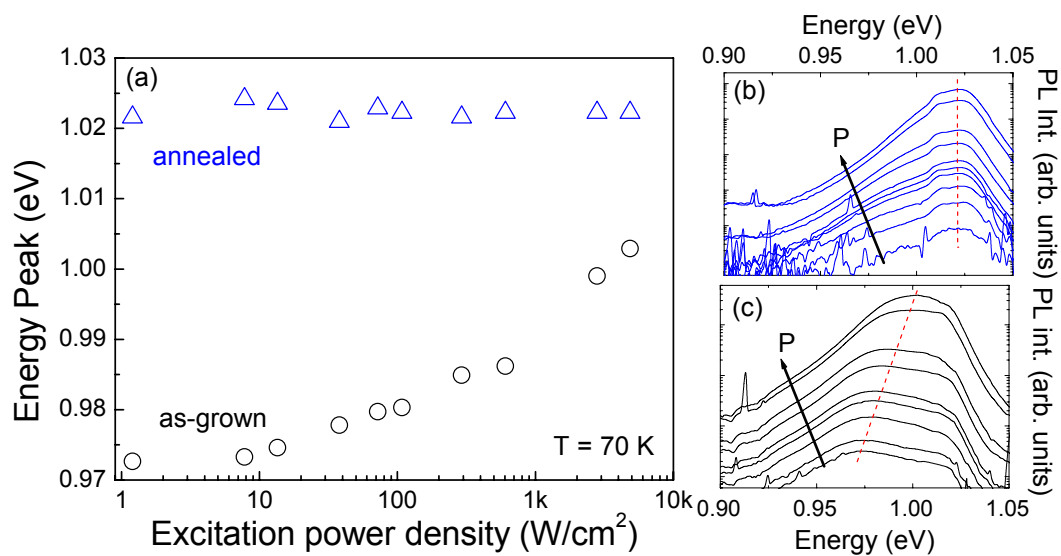 (a)
1.03
1.02
1.01
1.00
0.99
0.98
0.97
Energy Peak (eV)
annealed
as-grown
T = 70 K
1 10 100 1k 10k
Excitation power density (W/cm²)
Energy (eV)
0.90 0.95 1.00 1.05
(b)
P
PL Int. (arb. units)
(c)
P
PL int. (arb. units)
0.90 0.95 1.00 1.05
Energy (eV)